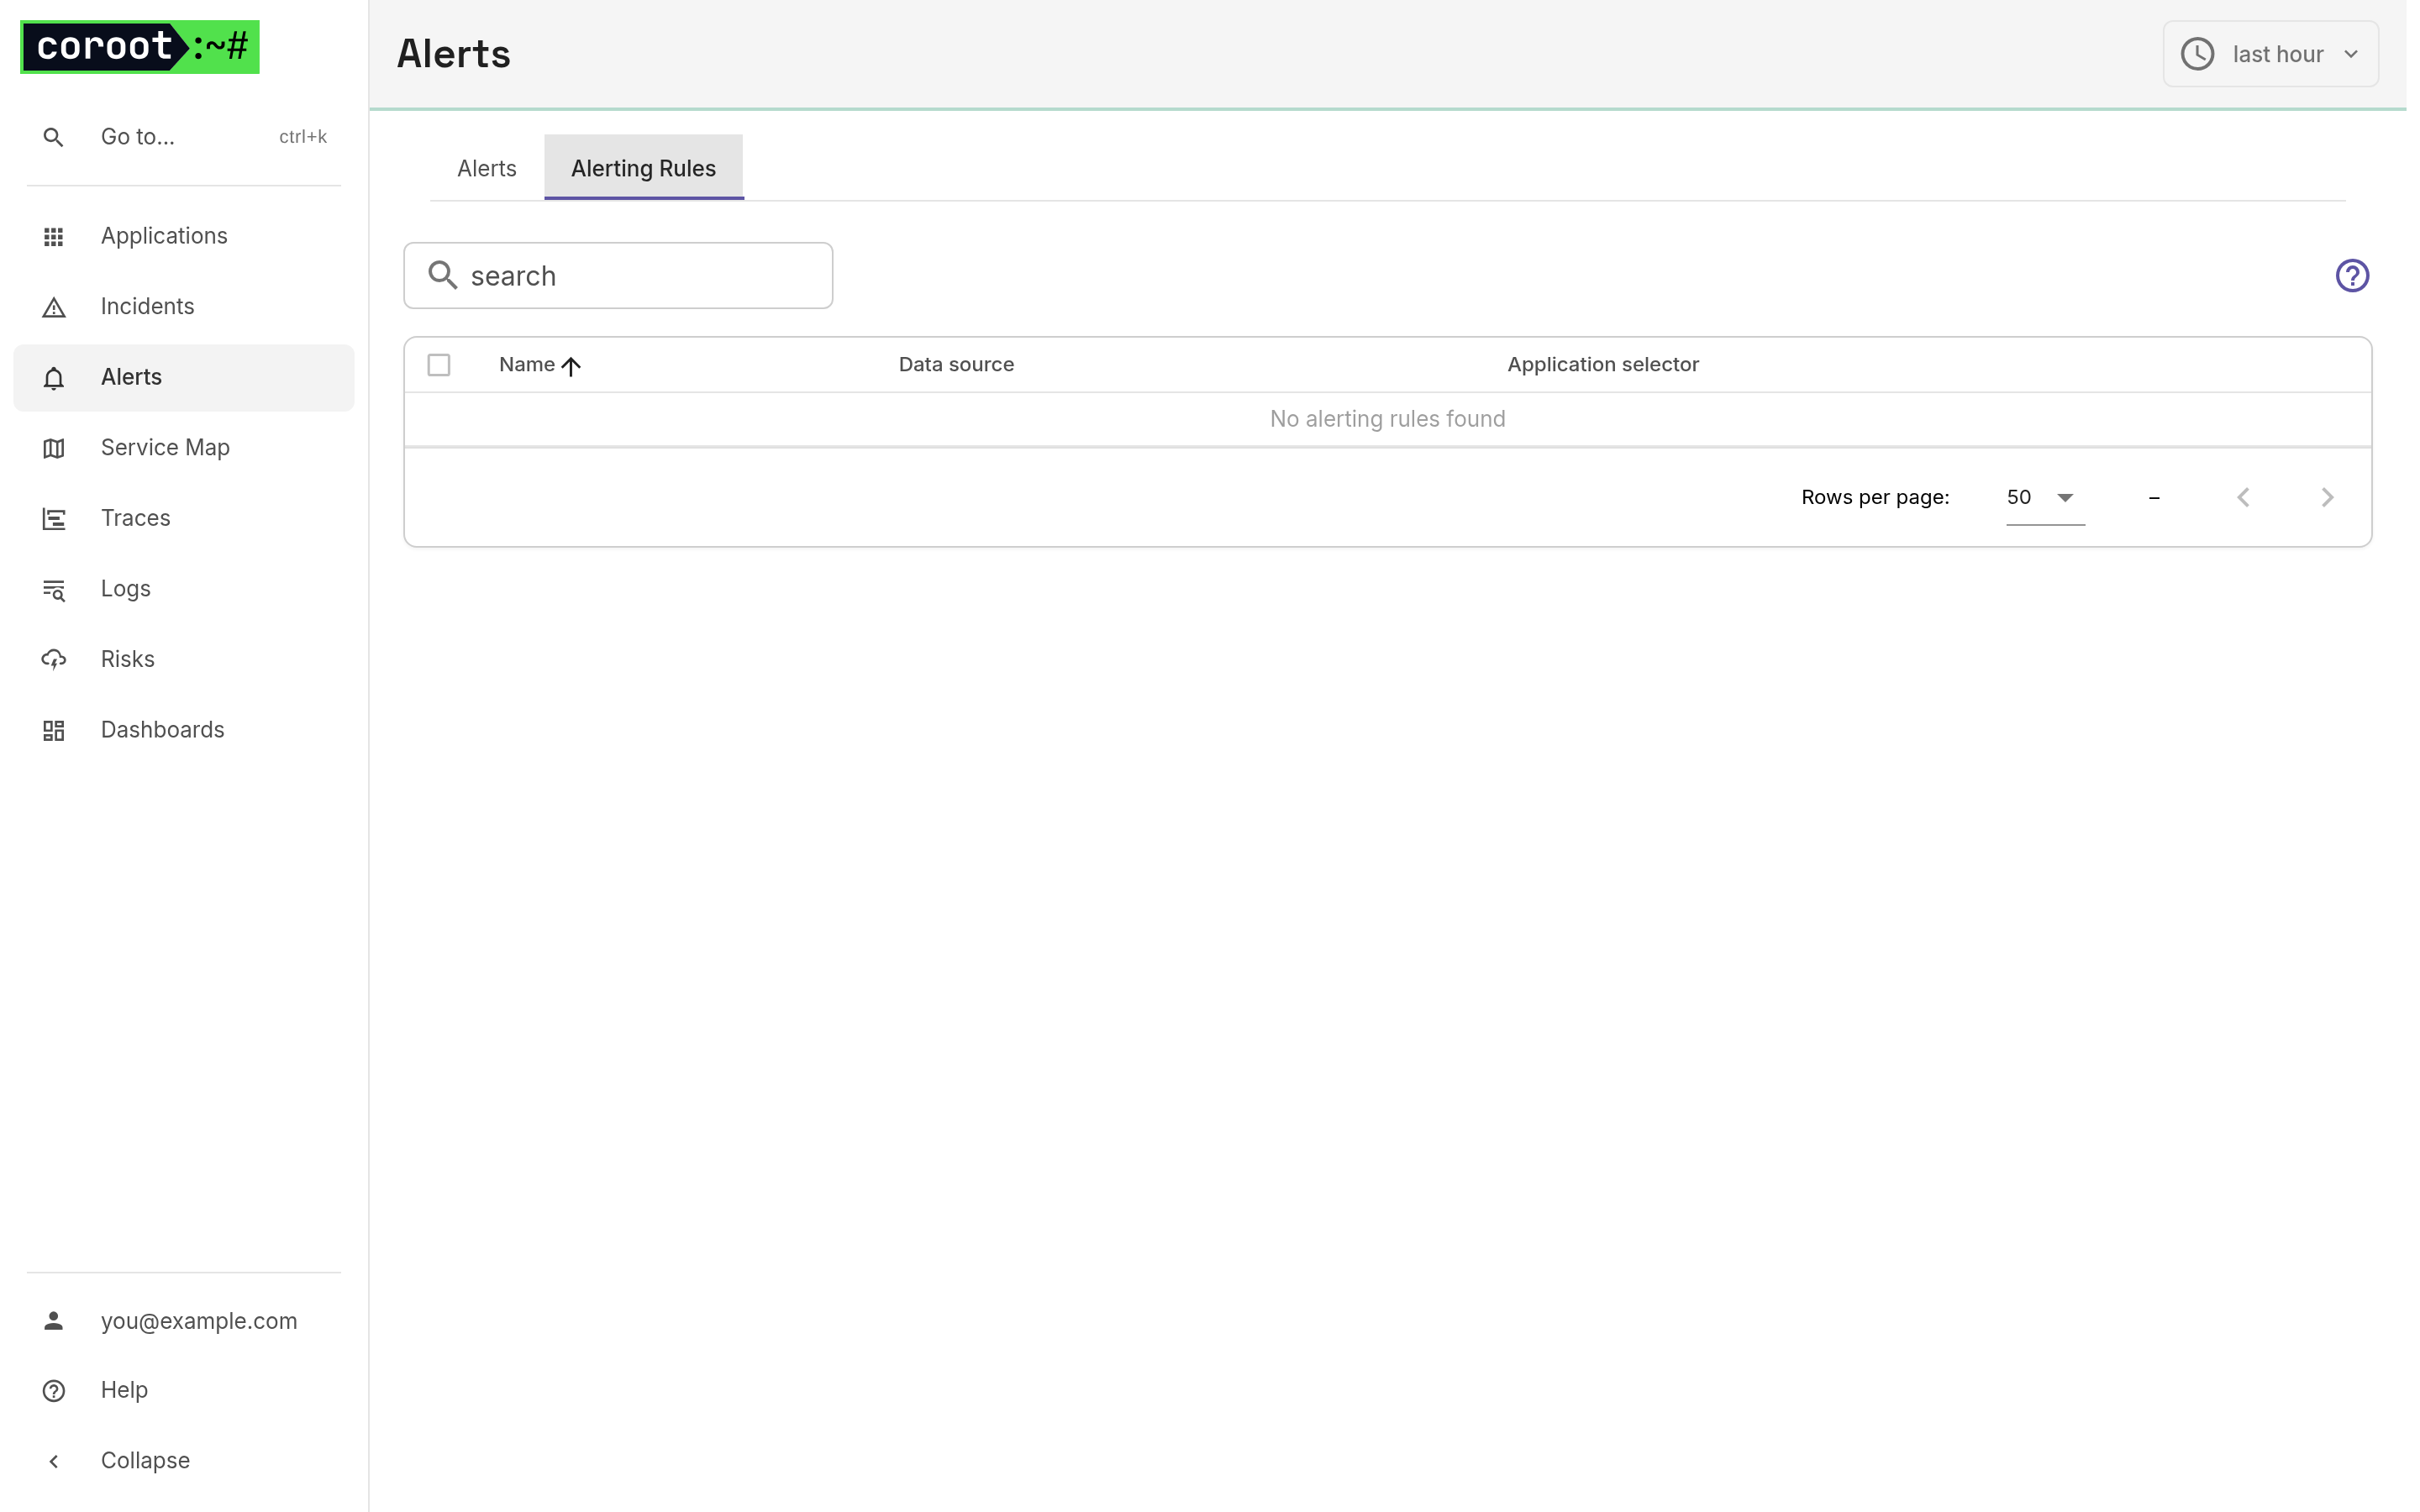 coroot:~#
Go to...
ctrl+k
Applications
Incidents
Alerts
Service Map
Traces
Logs
Risks
Dashboards
you@example.com
Help
Collapse
Alerts
last hour
Alerts
Alerting Rules
search
Name
Data source
Application selector
No alerting rules found
Rows per page:
50
–